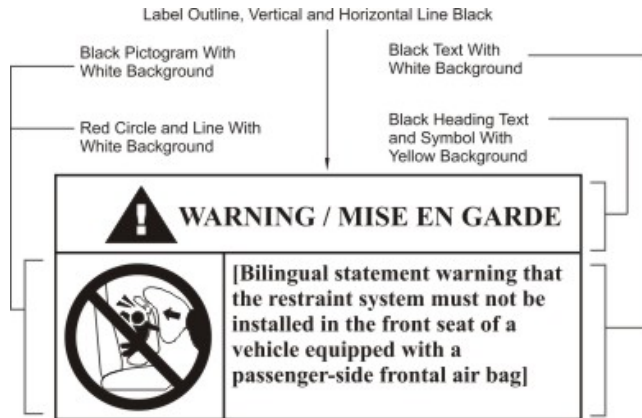 Label Outline, Vertical and Horizontal Line Black
Black Pictogram With
White Background
Black Text With
White Background
Red Circle and Line With
White Background
Black Heading Text
and Symbol With
Yellow Background
! WARNING / MISE EN GARDE
[Bilingual statement warning that
the restraint system must not be
installed in the front seat of a
vehicle equipped with a
passenger-side frontal air bag]